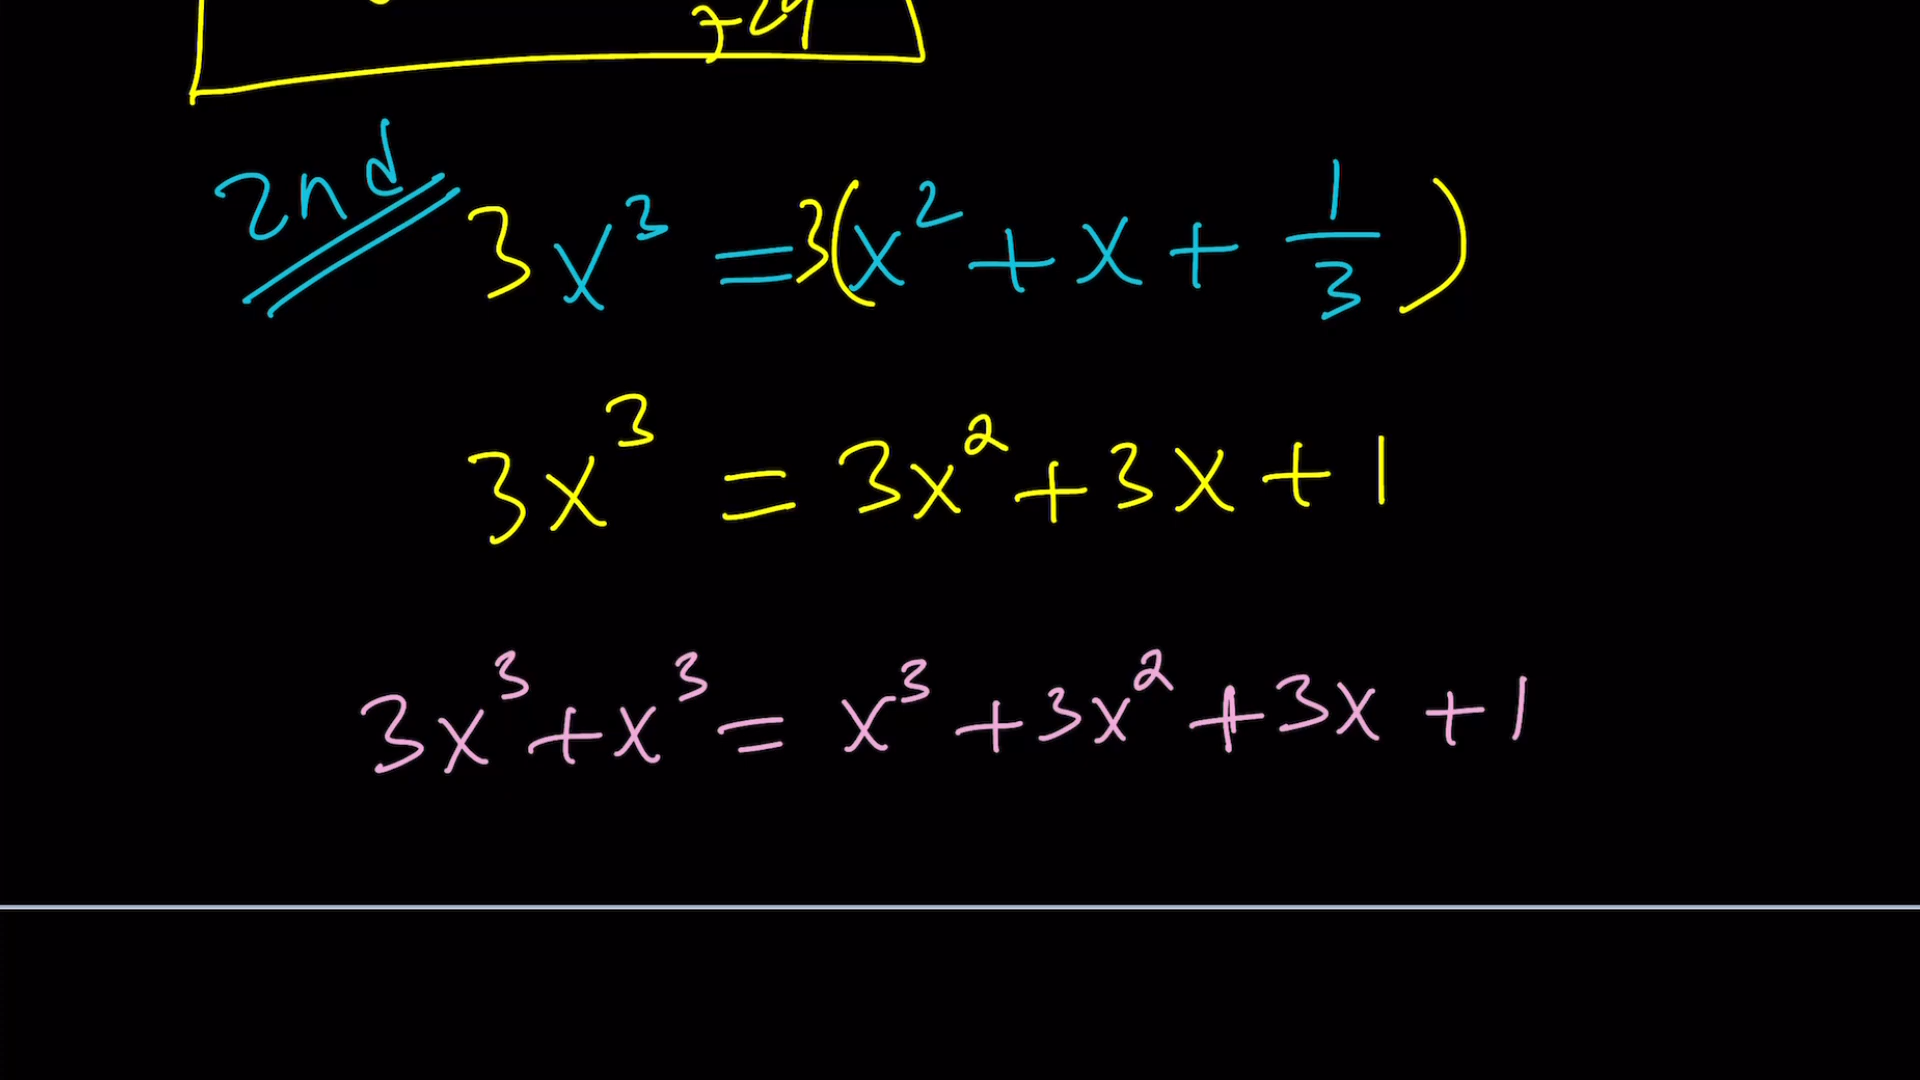 2nd 3x³ = 3(x² + x + 1/3)
3x³ = 3x² + 3x + 1
3x³ + x³ = x³ + 3x² + 3x + 1